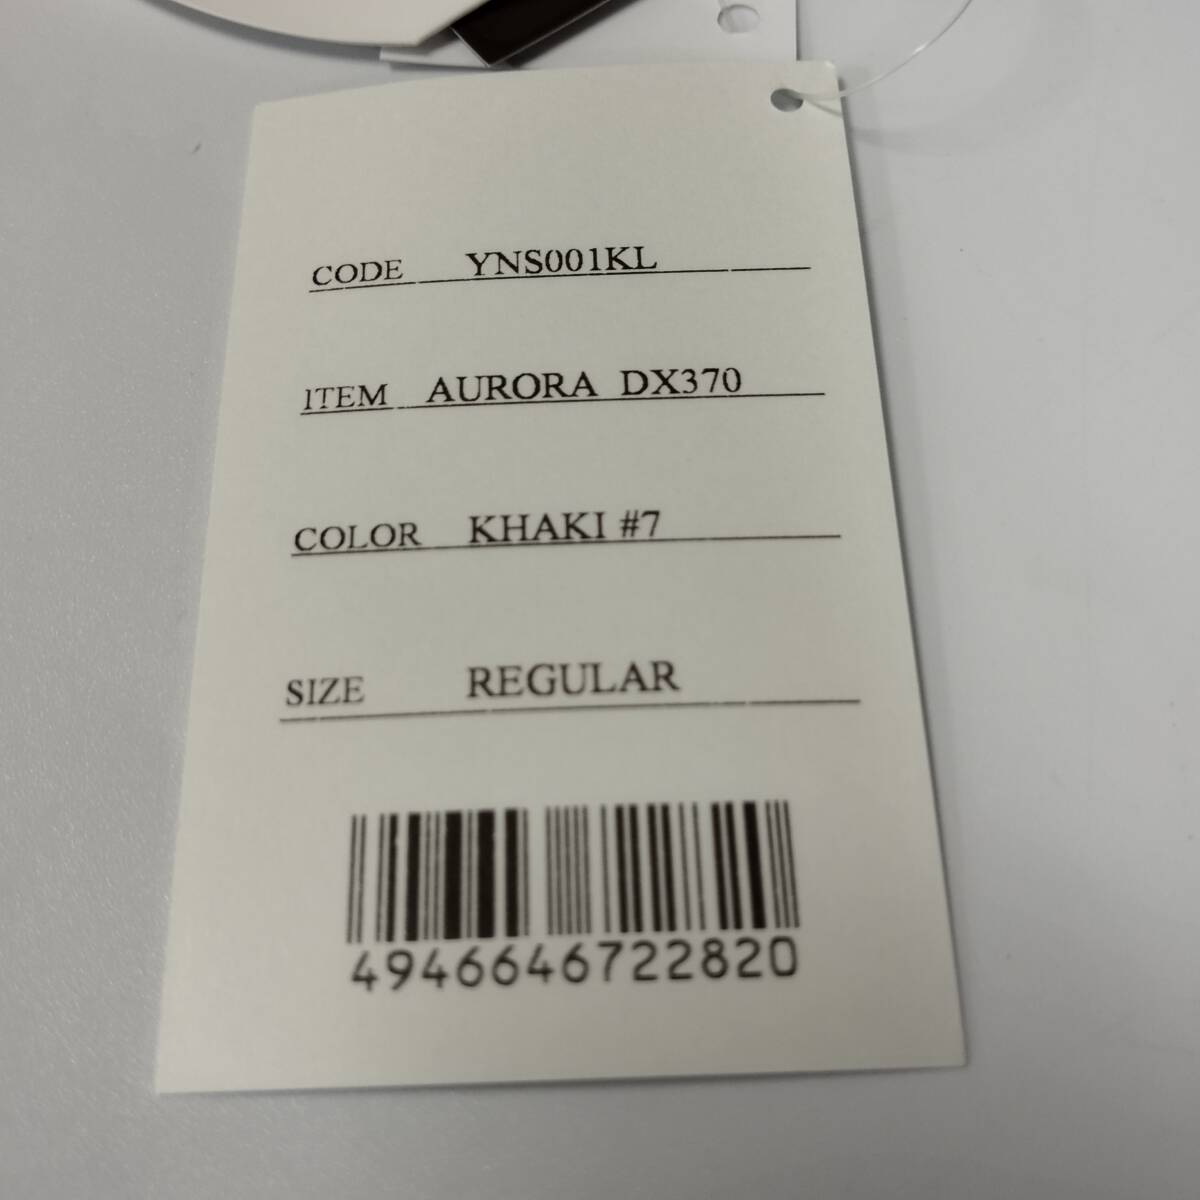 CODE YNS001KL
ITEM AURORA DX370
COLOR KHAKI #7
SIZE REGULAR
4946646722820